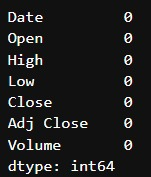 Date 0
Open 0
High 0
Low 0
Close 0
Adj Close 0
Volume 0
dtype: int64